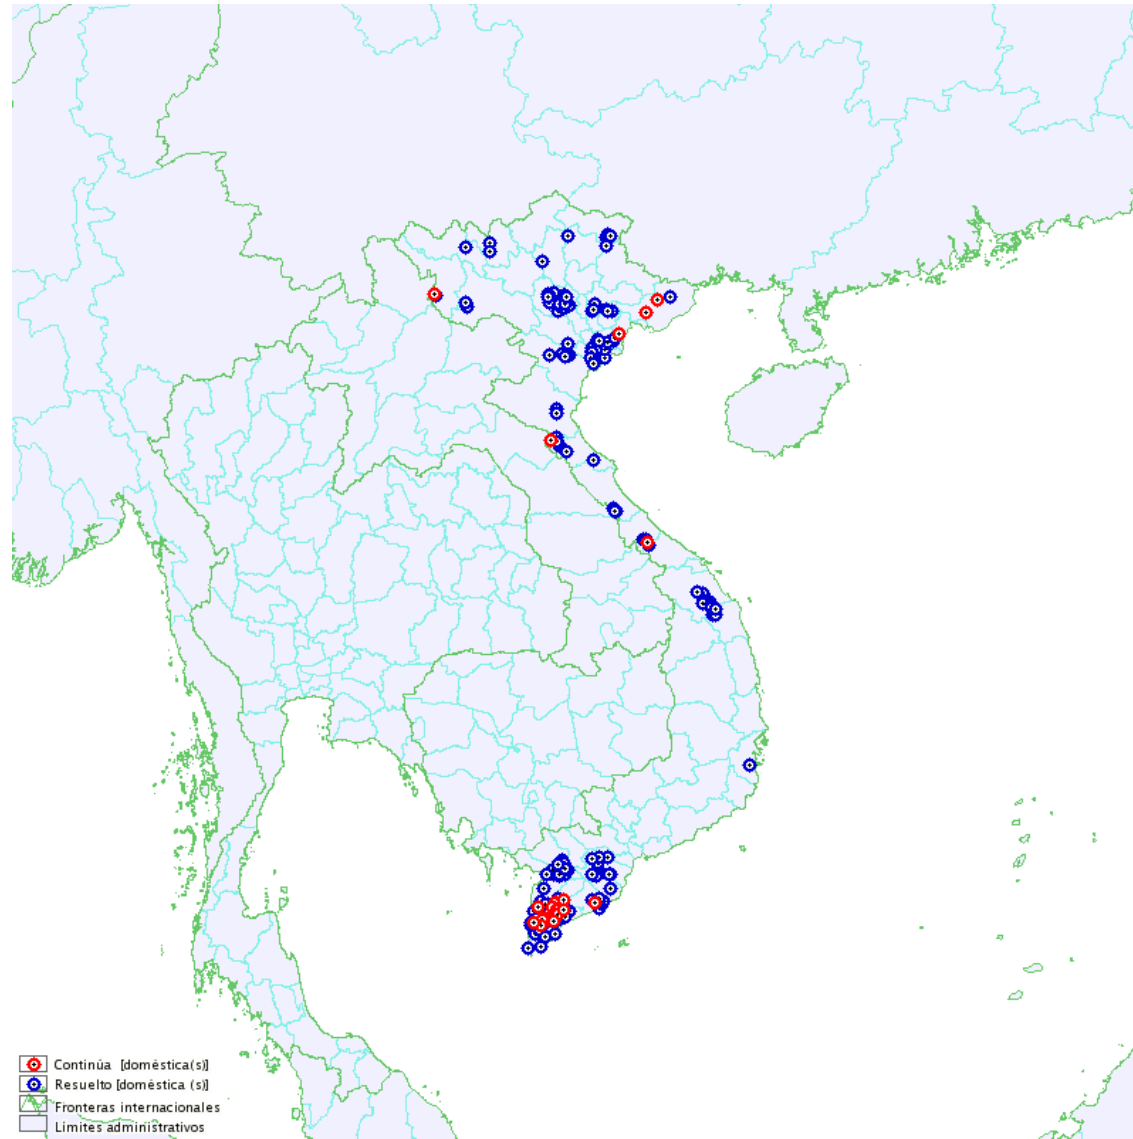 Continúa [doméstica(s)]
Resuelto [doméstica (s)]
Fronteras internacionales
Límites administrativos